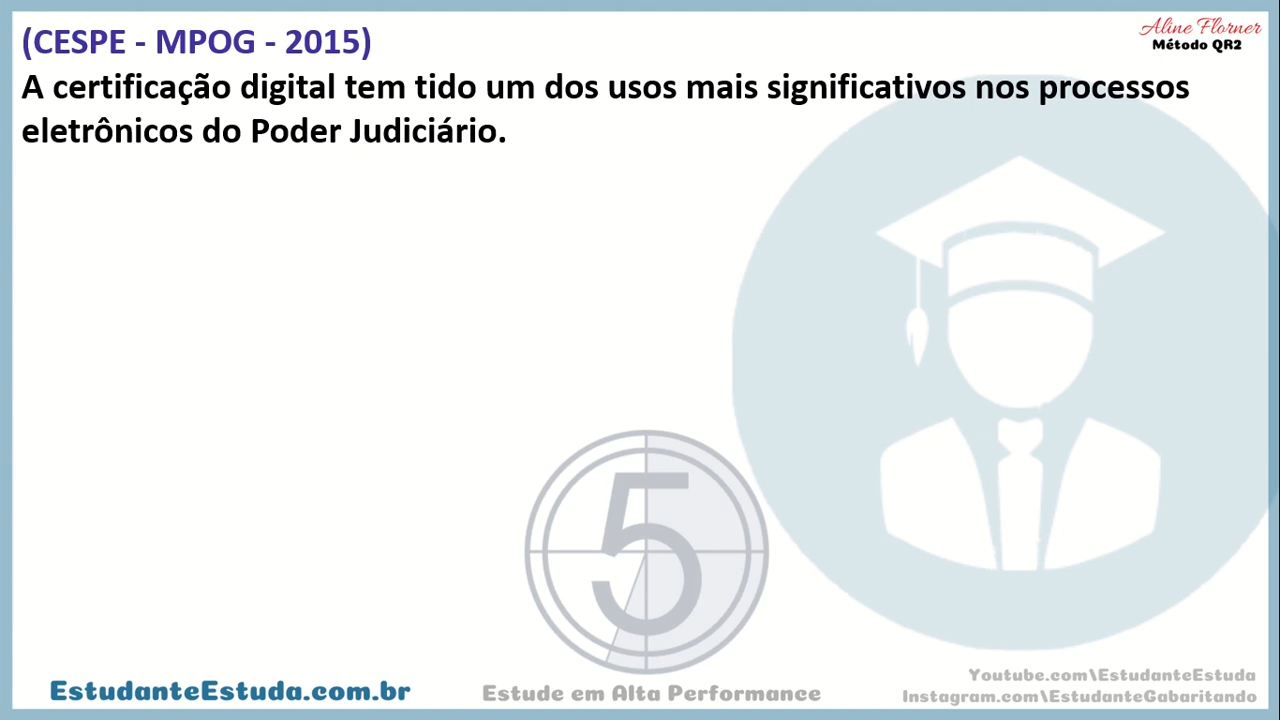 (CESPE - MPOG - 2015)
Aline Florner
Método QR2
A certificação digital tem tido um dos usos mais significativos nos processos
eletrônicos do Poder Judiciário.
5
EstudanteEstuda.com.br
Estude em Alta Performance
Youtube.com\EstudanteEstuda
Instagram.com\EstudanteGabaritando